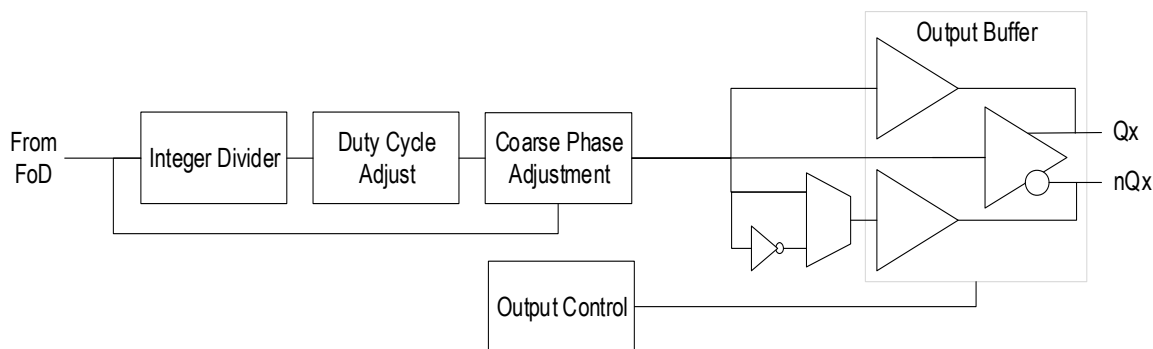 Output Buffer
From
FoD
Integer Divider
Duty Cycle
Adjust
Coarse Phase
Adjustment
Qx
nQx
Output Control